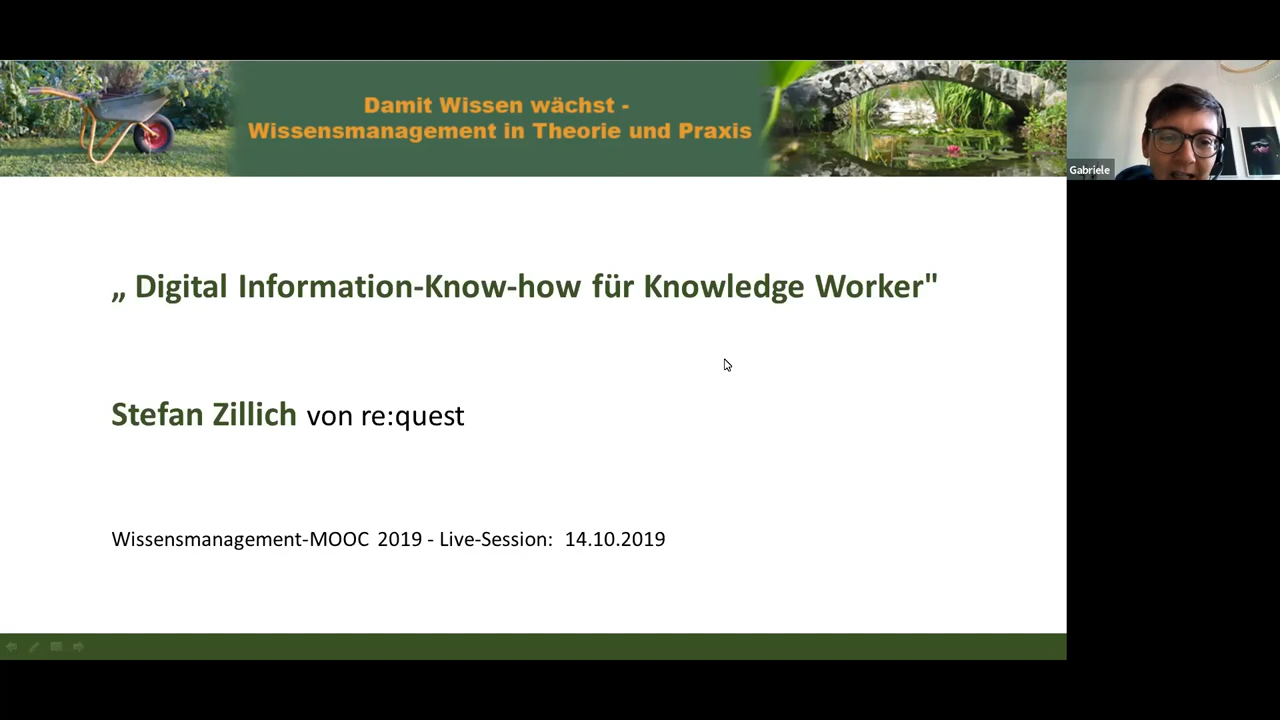 Damit Wissen wächst -
Wissensmanagement in Theorie und Praxis
Gabriele
„ Digital Information-Know-how für Knowledge Worker"
Stefan Zillich von re:quest
Wissensmanagement-MOOC 2019 - Live-Session: 14.10.2019